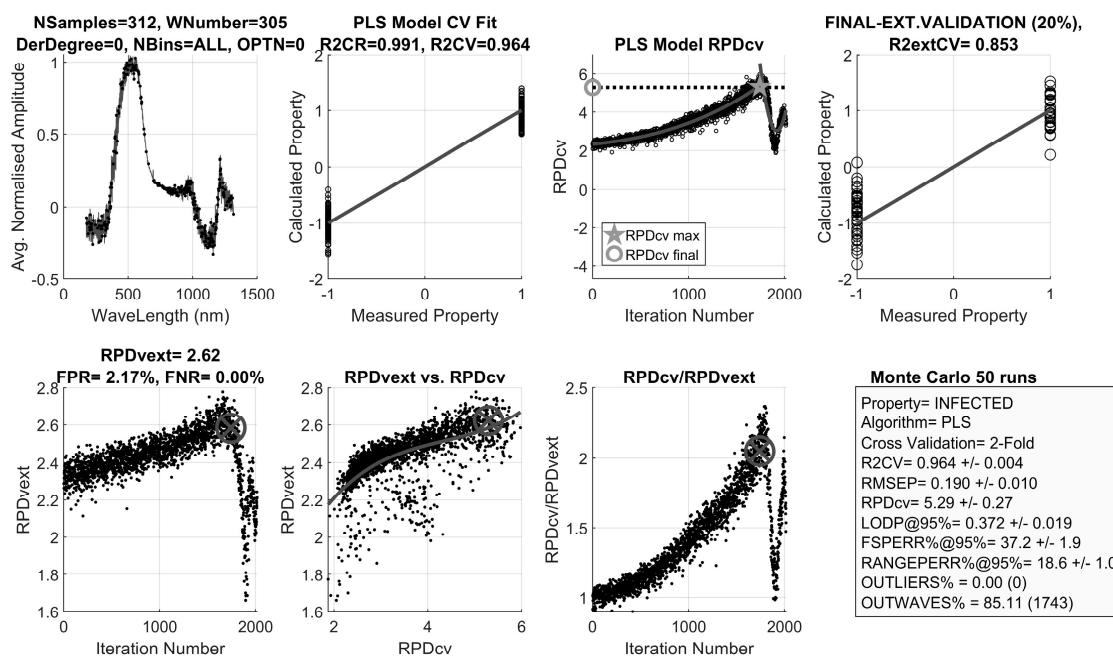 NSamples=312, WNumber=305
DerDegree=0, NBins=ALL, OPTN=0
Avg. Normalised Amplitude
1
0.5
0
-0.5
0
500
1000
1500
WaveLength (nm)
PLS Model CV Fit
R2CR=0.991, R2CV=0.964
Calculated Property
2
1
0
-1
-2
-1
0
1
Measured Property
PLS Model RPDcv
RPDcv
6
4
2
0
-2
-4
RPDcv max
RPDcv final
0
1000
2000
Iteration Number
FINAL-EXT.VALIDATION (20%),
R2extCV= 0.853
Calculated Property
2
1
0
-1
-2
-1
0
1
Measured Property
RPDvext= 2.62
FPR= 2.17%, FNR= 0.00%
RPDvext
2.8
2.6
2.4
2.2
2
1.8
1.6
0
1000
2000
Iteration Number
RPDvext vs. RPDcv
RPDvext
2.8
2.6
2.4
2.2
2
1.8
1.6
2
4
6
RPDcv
RPDcv/RPDvext
RPDcv/RPDvext
2.5
2
1.5
1
0
1000
2000
Iteration Number
Monte Carlo 50 runs
Property= INFECTED
Algorithm= PLS
Cross Validation= 2-Fold
R2CV= 0.964 +/- 0.004
RMSEP= 0.190 +/- 0.010
RPDcv= 5.29 +/- 0.27
LODP@95%= 0.372 +/- 0.019
FSPERR%@95%= 37.2 +/- 1.9
RANGEPERR%@95%= 18.6 +/- 1.0
OUTLIERS% = 0.00 (0)
OUTWAVES% = 85.11 (1743)